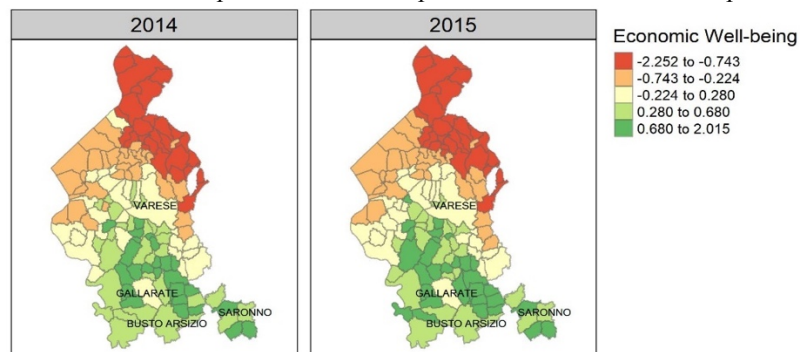 2014
2015
Economic Well-being
-2.252 to -0.743
-0.743 to -0.224
-0.224 to 0.280
0.280 to 0.680
0.680 to 2.015
VARESE
GALLARATE
SARONNO
BUSTO ARSIZIO
VARESE
GALLARATE
SARONNO
BUSTO ARSIZIO